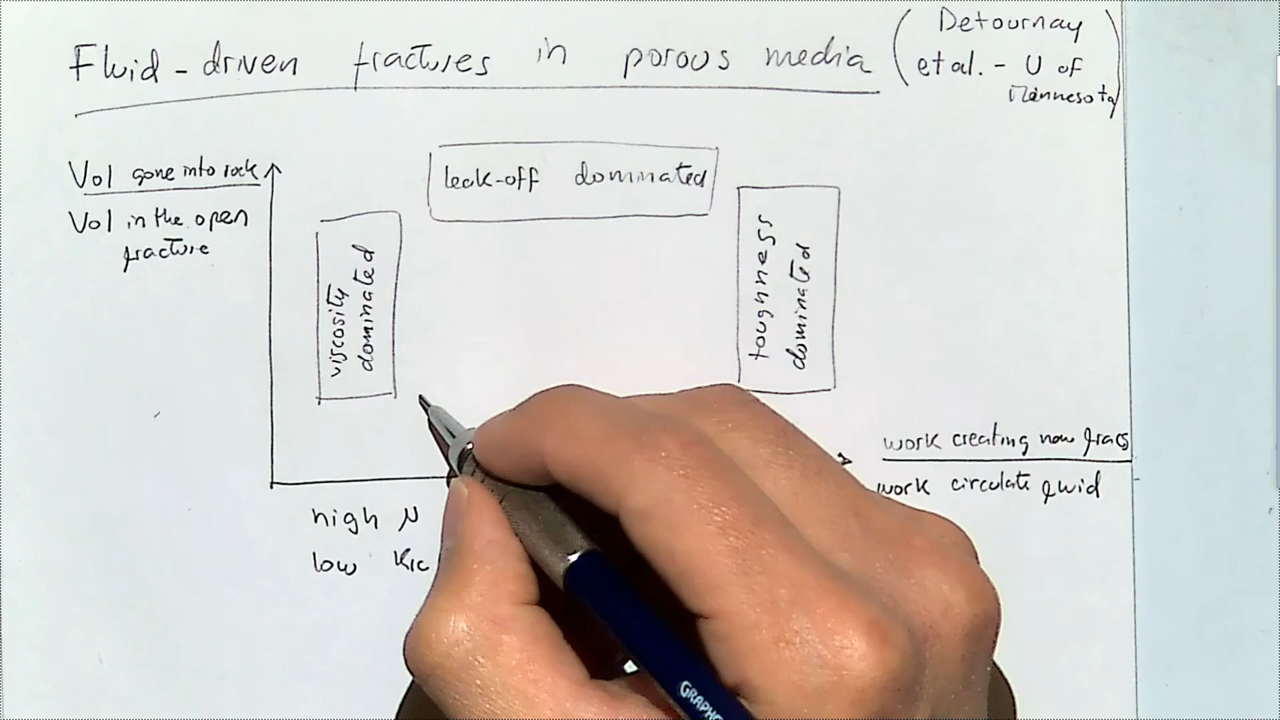 Fluid-driven fractures in porous media (Detournay
et al. - U of
Minnesota)
Vol gone into rock
Vol in the open
fracture
leak-off dominated
viscosity
dominated
toughness
dominated
work creating new fracs
work circulate fluid
high μ
low KIC
GRAPHG